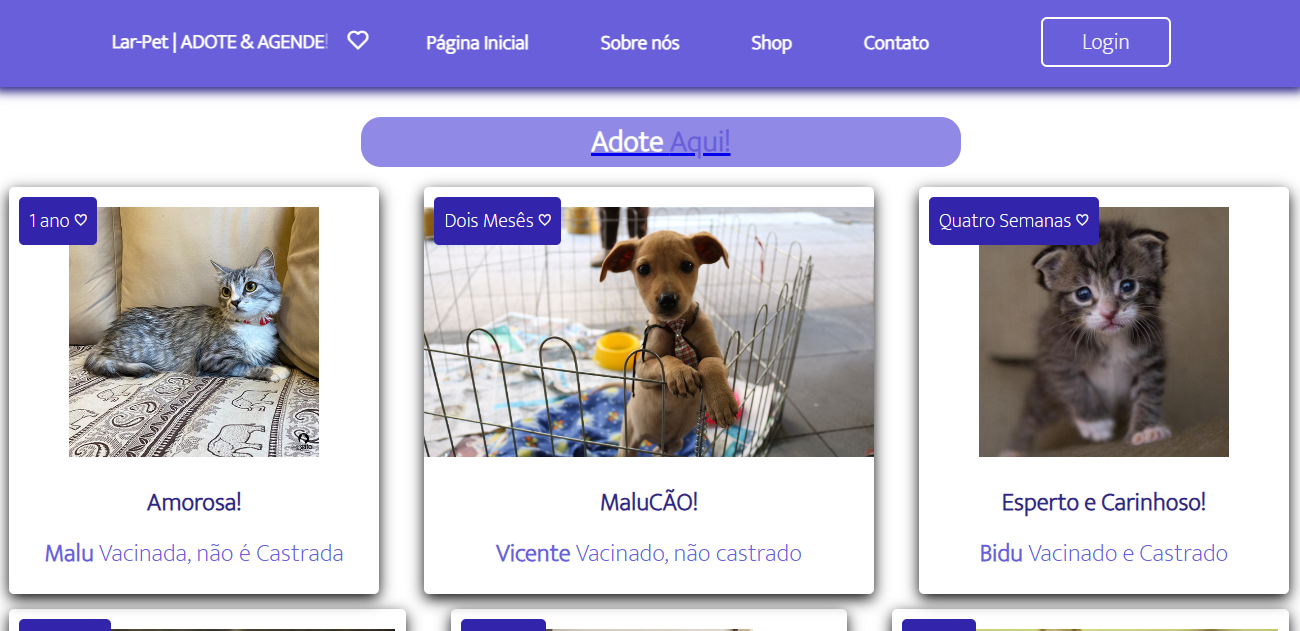 Lar-Pet | ADOTE & AGENDE!
Página Inicial
Sobre nós
Shop
Contato
Login
Adote Aqui!
1 ano
Dois Mesês
Quatro Semanas
Amorosa!
MaluCÃO!
Esperto e Carinhoso!
Malu Vacinada, não é Castrada
Vicente Vacinado, não castrado
Bidu Vacinado e Castrado